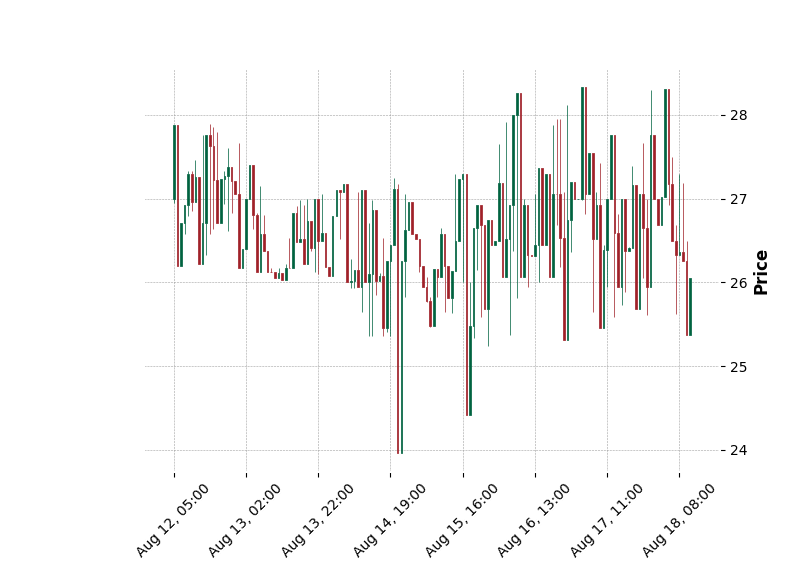 28
27
26
25
24
Price
Aug 12, 05:00
Aug 13, 02:00
Aug 13, 22:00
Aug 14, 19:00
Aug 15, 16:00
Aug 16, 13:00
Aug 17, 11:00
Aug 18, 08:00